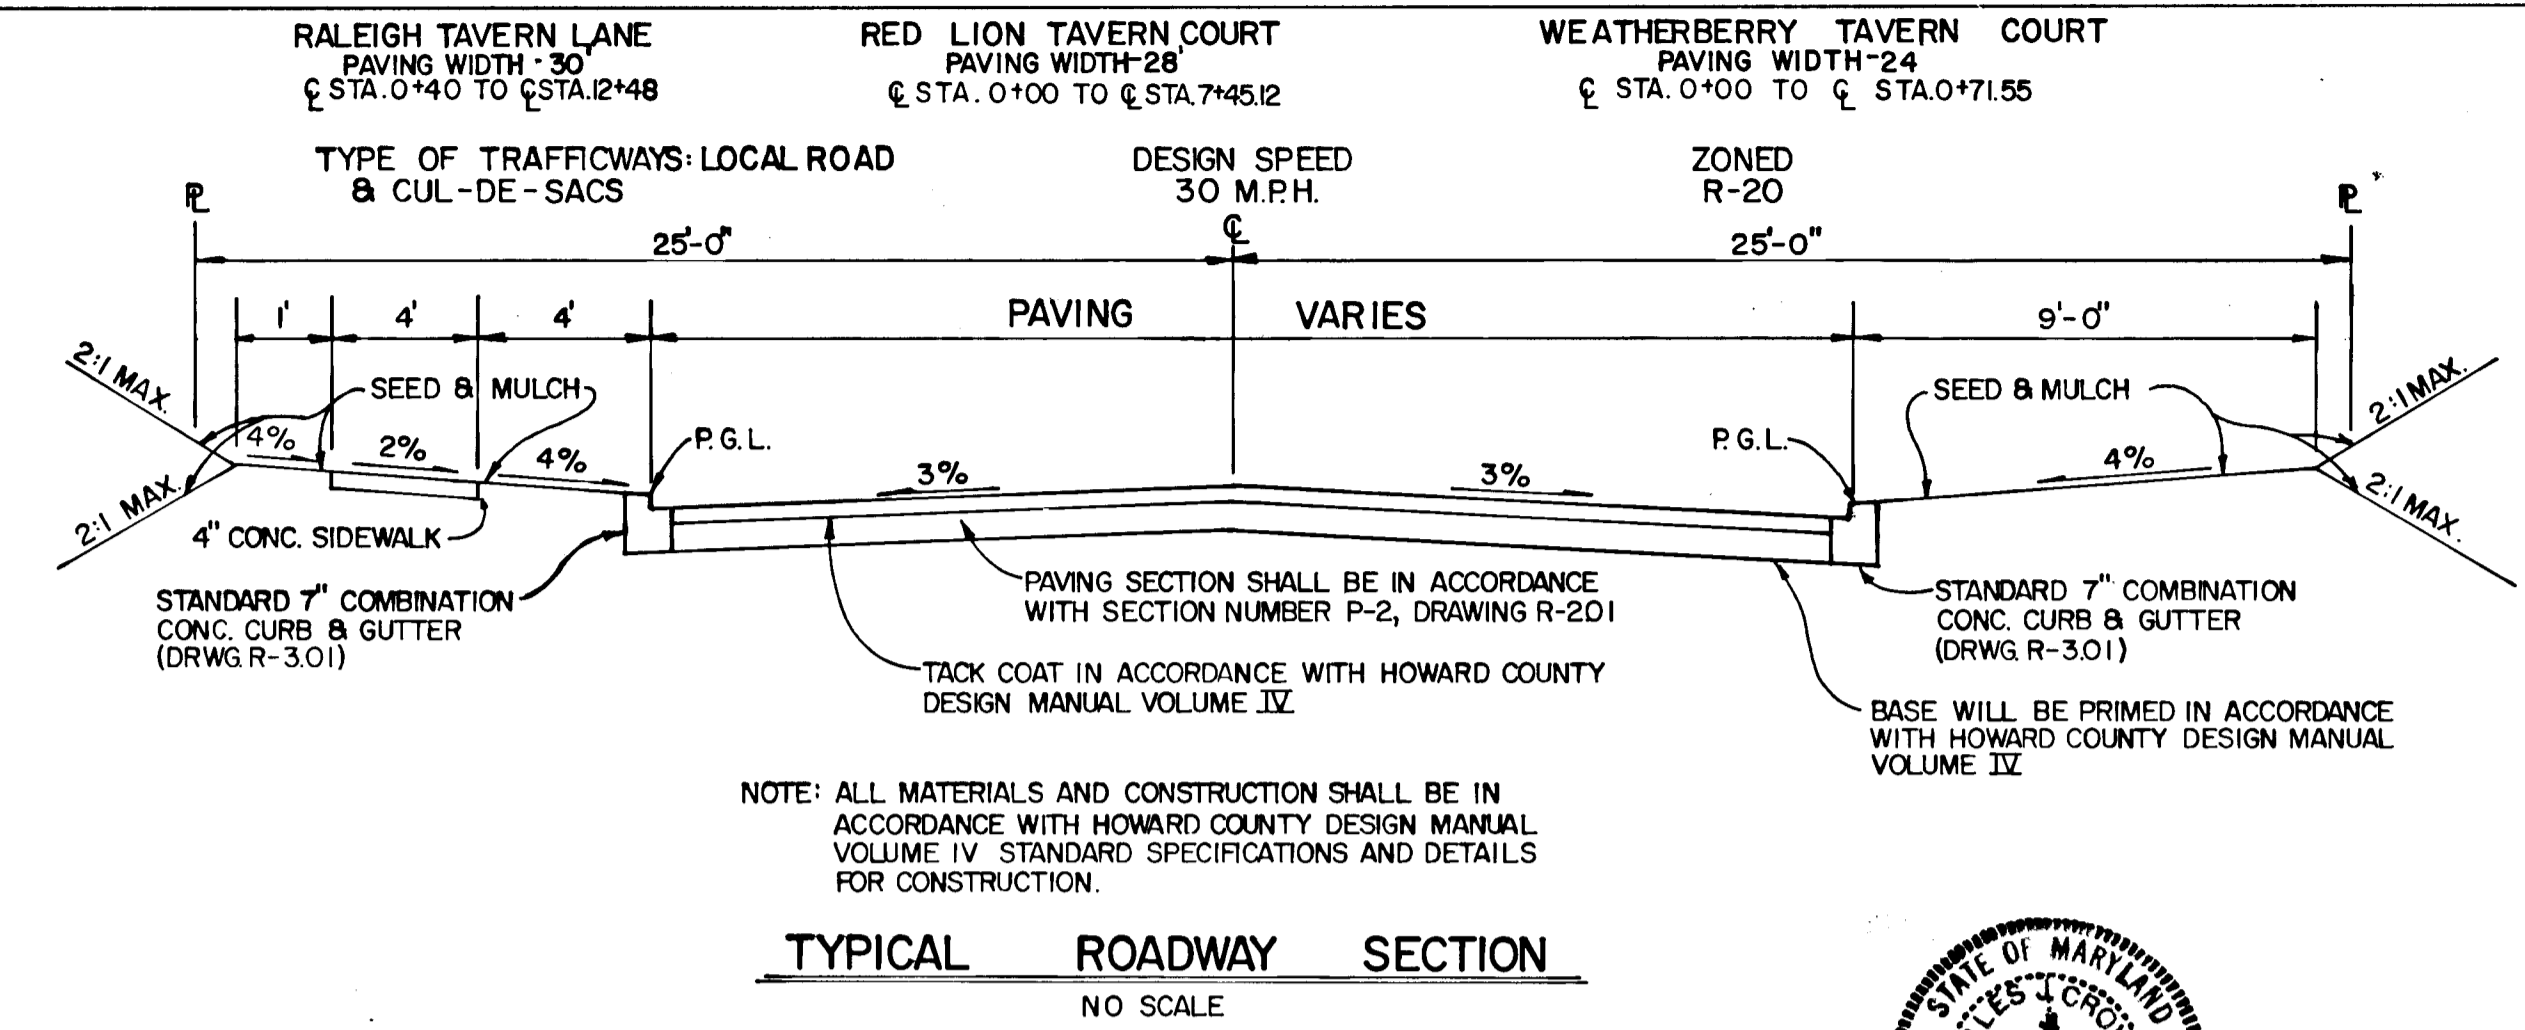 RALEIGH TAVERN LANE
PAVING WIDTH - 30'
℄ STA. 0+40 TO ℄ STA. 12+48
RED LION TAVERN COURT
PAVING WIDTH-28'
℄ STA. 0+00 TO ℄ STA. 7+45.12
WEATHERBERRY TAVERN COURT
PAVING WIDTH-24
℄ STA. 0+00 TO ℄ STA. 0+71.55
TYPE OF TRAFFICWAYS: LOCAL ROAD
& CUL-DE-SACS
DESIGN SPEED
30 M.P.H.
ZONED
R-20
PL
℄
PL
25'-0"
25'-0"
1'
4'
4'
PAVING VARIES
9'-0"
2:1 MAX.
SEED & MULCH
SEED & MULCH
2:1 MAX.
4%
2%
4%
P.G.L.
3%
3%
P.G.L.
4%
2:1 MAX.
2:1 MAX.
4" CONC. SIDEWALK
STANDARD 7" COMBINATION
CONC. CURB & GUTTER
(DRWG. R-3.01)
PAVING SECTION SHALL BE IN ACCORDANCE
WITH SECTION NUMBER P-2, DRAWING R-2.01
STANDARD 7" COMBINATION
CONC. CURB & GUTTER
(DRWG. R-3.01)
TACK COAT IN ACCORDANCE WITH HOWARD COUNTY
DESIGN MANUAL VOLUME IV
BASE WILL BE PRIMED IN ACCORDANCE
WITH HOWARD COUNTY DESIGN MANUAL
VOLUME IV
NOTE: ALL MATERIALS AND CONSTRUCTION SHALL BE IN
ACCORDANCE WITH HOWARD COUNTY DESIGN MANUAL
VOLUME IV STANDARD SPECIFICATIONS AND DETAILS
FOR CONSTRUCTION.
TYPICAL ROADWAY SECTION
NO SCALE
STATE OF MARYLAND